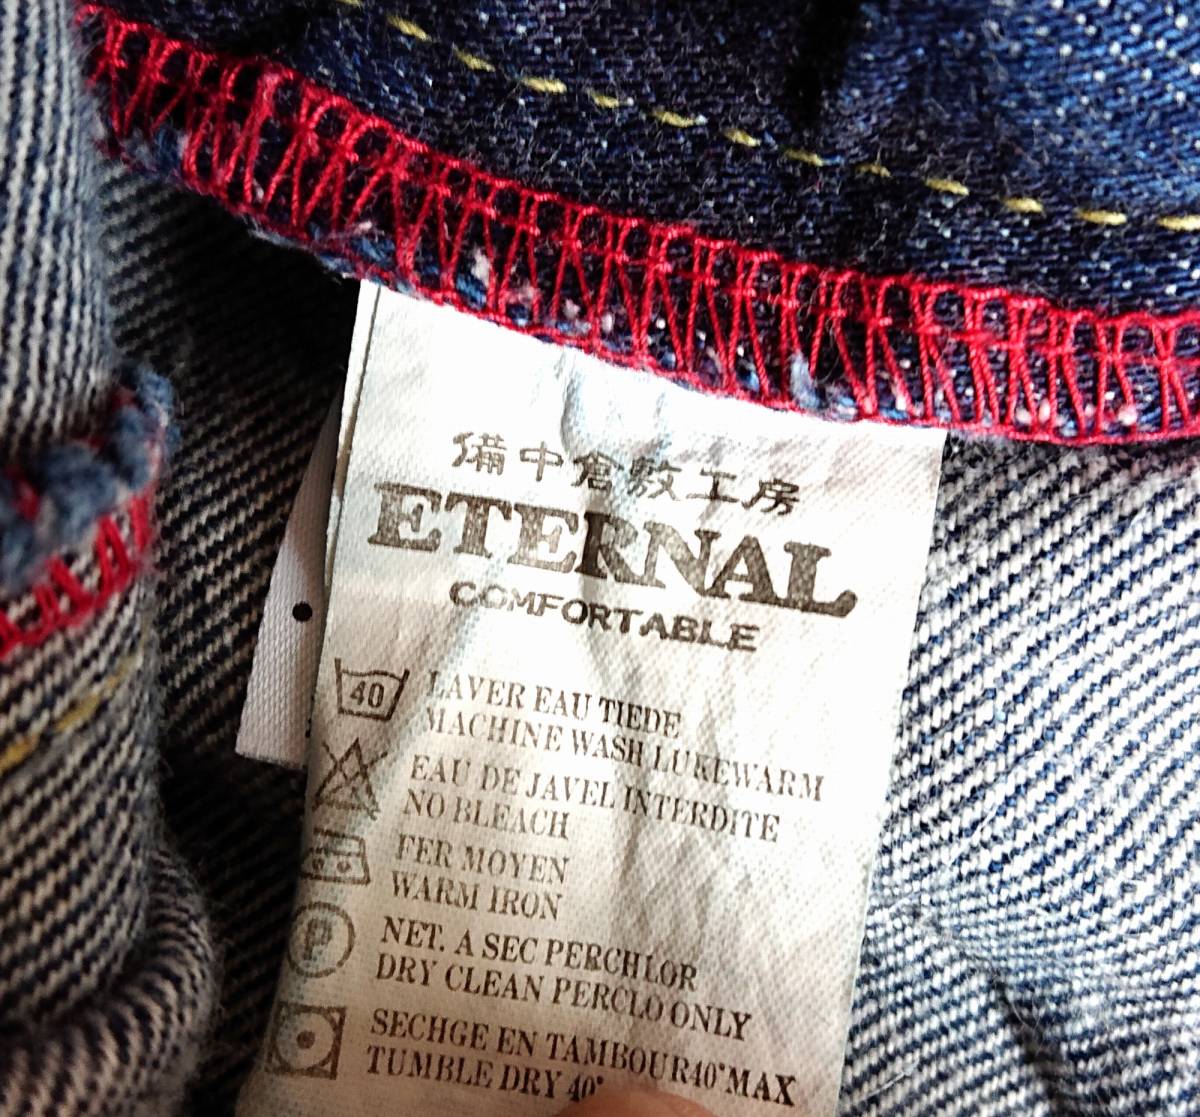 備中倉敷工房
ETERNAL
COMFORTABLE
40
LAVER EAU TIEDE
MACHINE WASH LUKEWARM
EAU DE JAVEL INTERDITE
NO BLEACH
FER MOYEN
WARM IRON
P
NET. A SEC PERCHLOR
DRY CLEAN PERCLO ONLY
SECHGE EN TAMBOUR40°MAX
TUMBLE DRY 40°